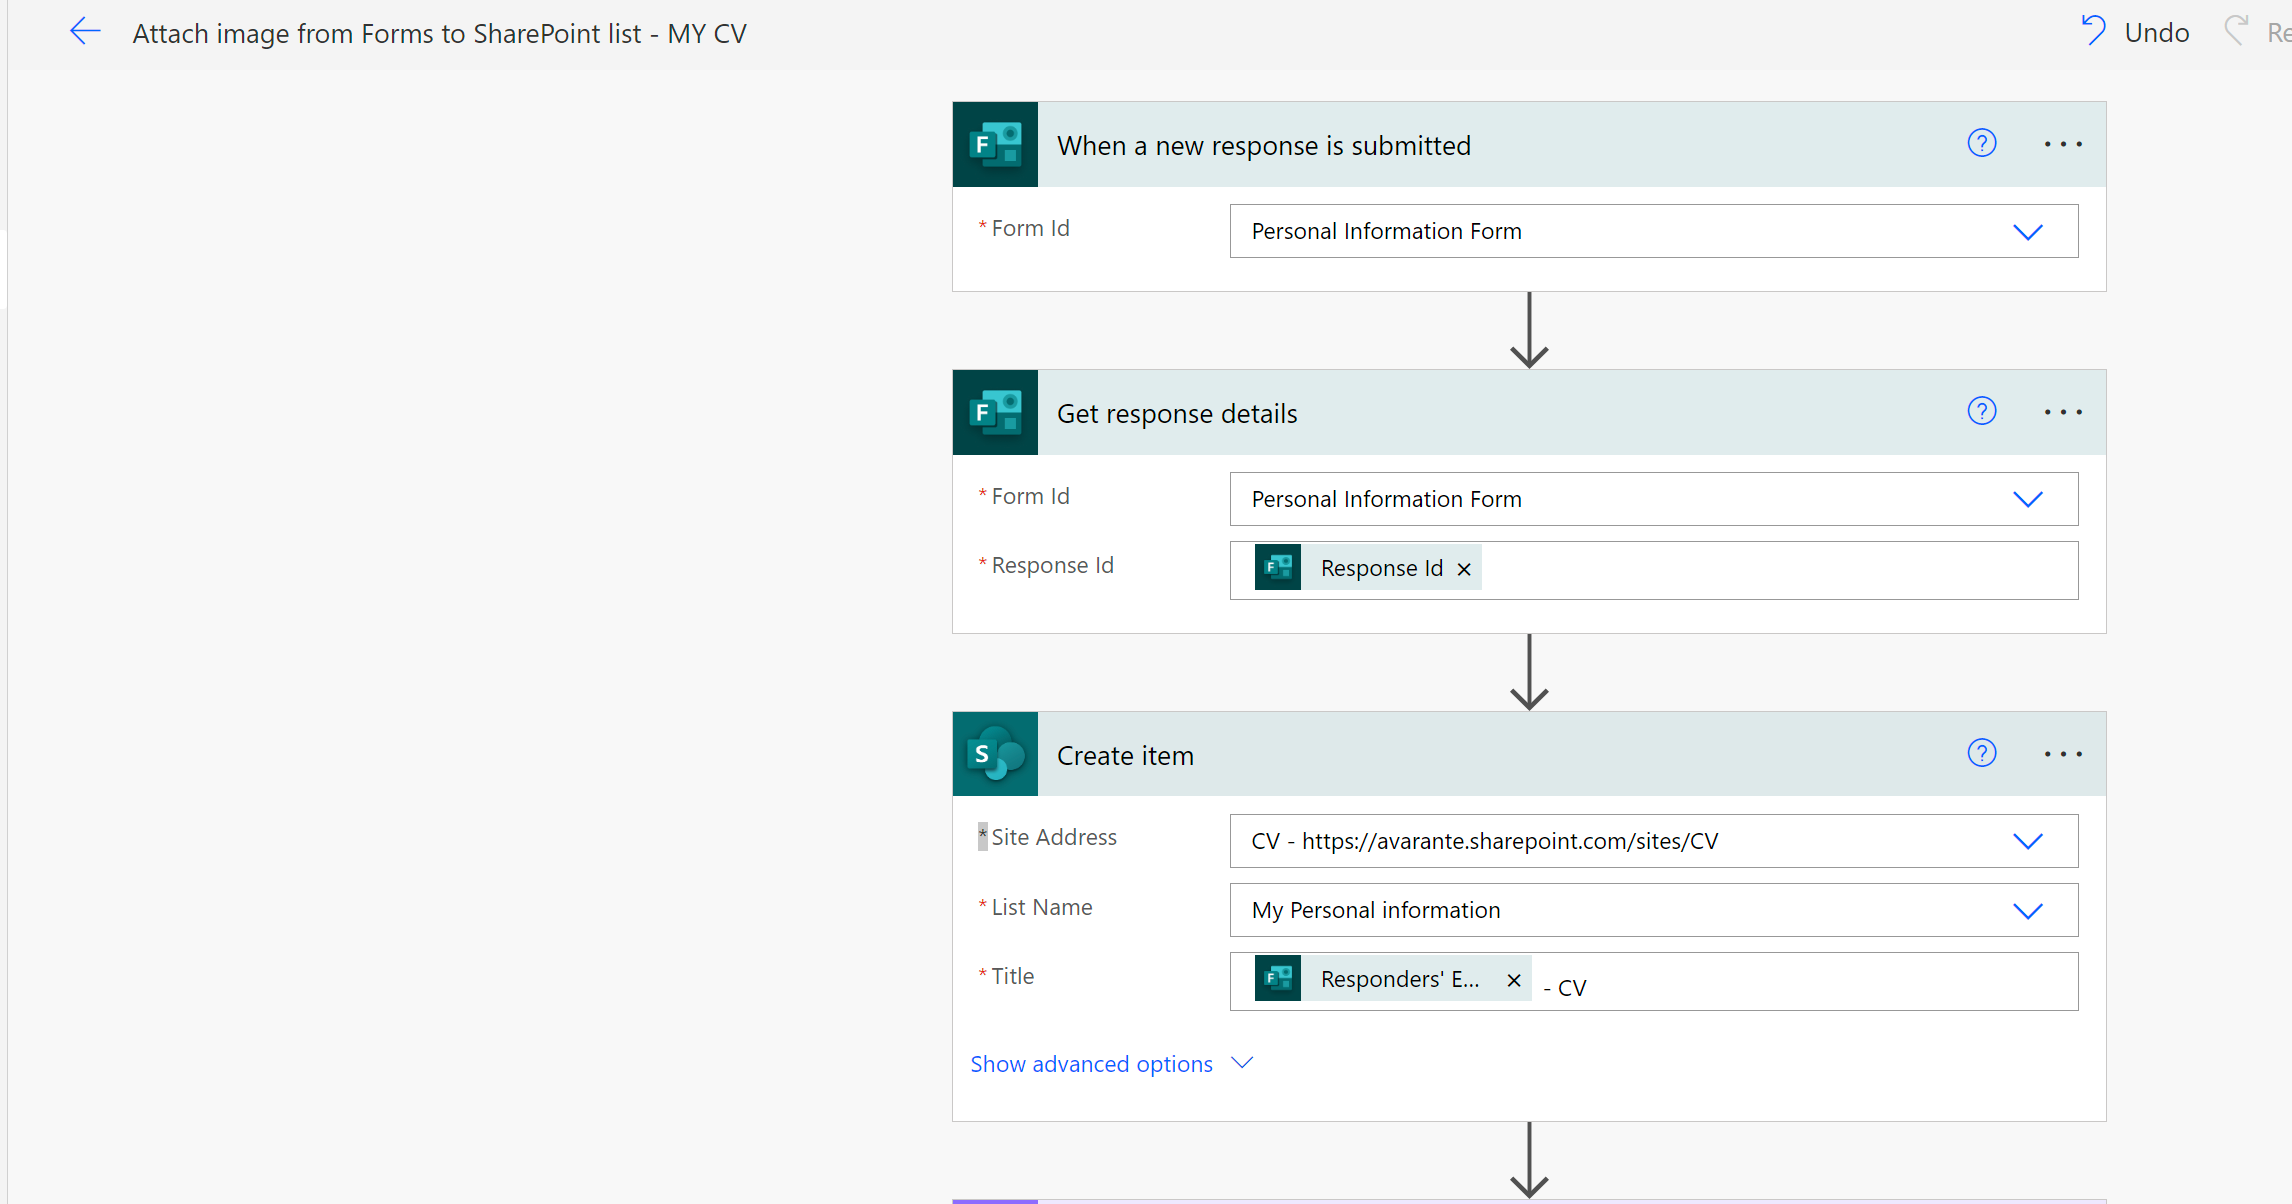 Attach image from Forms to SharePoint list - MY CV
Undo
Re
F
When a new response is submitted
?
* Form Id
Personal Information Form
F
Get response details
?
* Form Id
Personal Information Form
* Response Id
F
Response Id ×
S
Create item
?
* Site Address
CV - https://avarante.sharepoint.com/sites/CV
* List Name
My Personal information
* Title
F
Responders' E... × - CV
Show advanced options